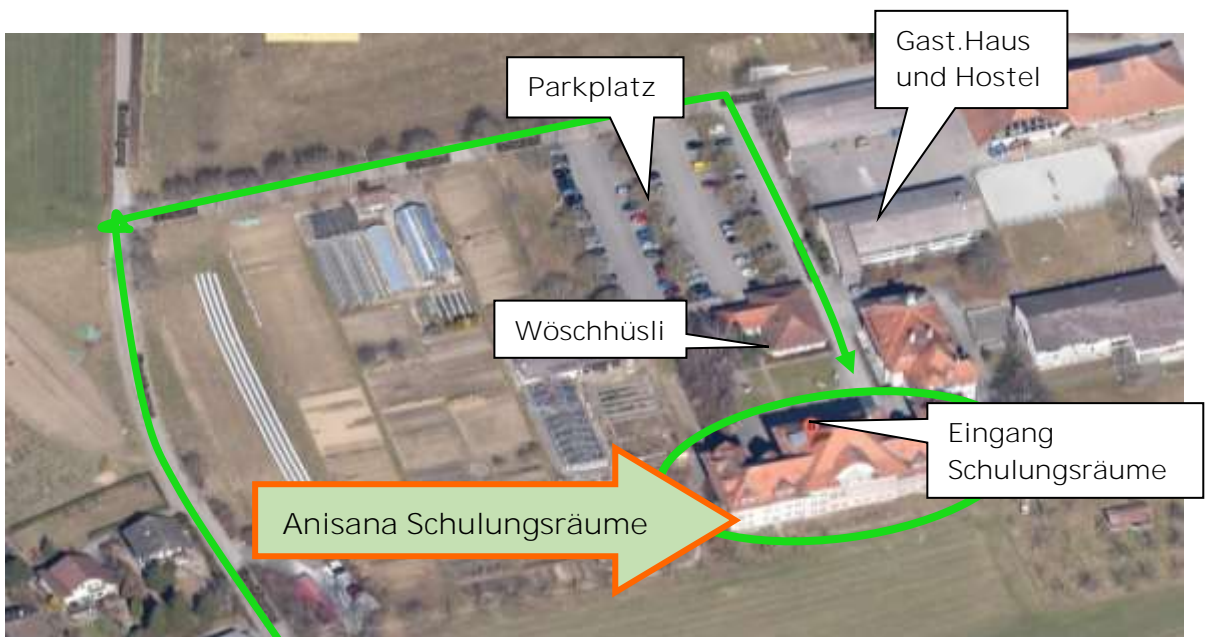 Gast.Haus
und Hostel
Parkplatz
Wöschhüsli
Eingang
Schulungsräume
Anisana Schulungsräume